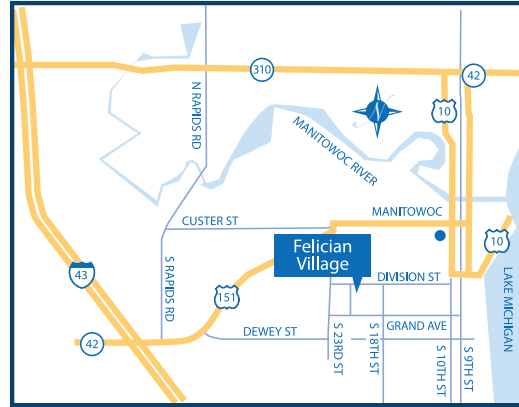 310
42
10
N RAPIDS RD
N
MANITOWOC RIVER
MANITOWOC
CUSTER ST
10
Felician
Village
S RAPIDS RD
43
DIVISION ST
151
LAKE MICHIGAN
GRAND AVE
DEWEY ST
42
S 23RD ST
S 18TH ST
S 10TH ST
S 9TH ST